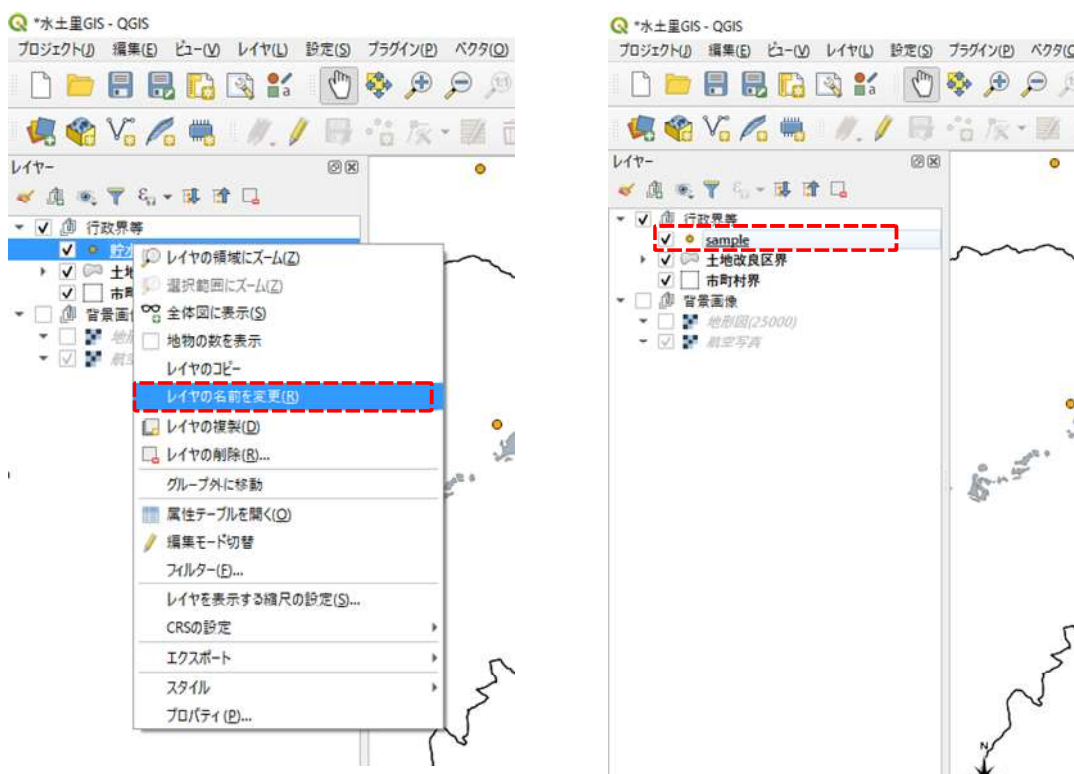 *水土里GIS - QGIS
プロジェクト(J) 編集(E) ビュー(V) レイヤ(L) 設定(S) プラグイン(P) ベクタ(O)
レイヤー
行政界等
貯水
土地
市町
背景画像
地形
航空
レイヤの領域にズーム(Z)
選択範囲にズーム(Z)
全体図に表示(S)
地物の数を表示
レイヤのコピー
レイヤの名前を変更(R)
レイヤの複製(D)
レイヤの削除(R)...
グループ外に移動
属性テーブルを開く(O)
編集モード切替
フィルター(F)...
レイヤを表示する縮尺の設定(S)...
CRSの設定
エクスポート
スタイル
プロパティ(P)...
*水土里GIS - QGIS
プロジェクト(J) 編集(E) ビュー(V) レイヤ(L) 設定(S) プラグイン(P) ベクタ(O
レイヤー
行政界等
sample
土地改良区界
市町村界
背景画像
地形図(25000)
航空写真
N